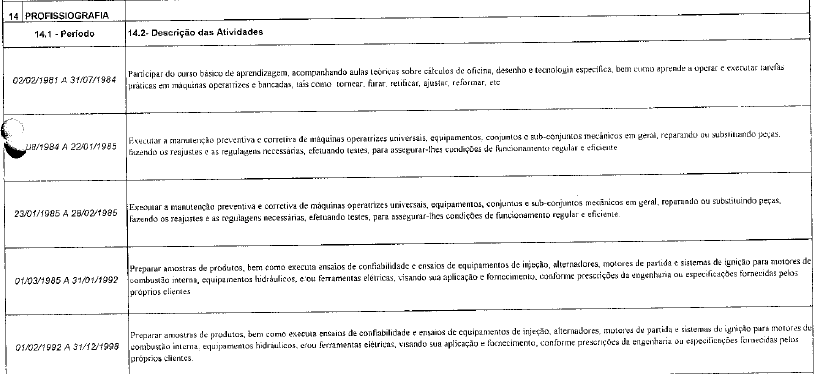 14 PROFISSIOGRAFIA
14.1 - Período 14.2- Descrição das Atividades
02/02/1981 A 31/07/1984
Participar do curso básico de aprendizagem, acompanhando aulas teóricas sobre cálculos de oficina, desenho e tecnologia específica, bem como aprende a operar e executar tarefas
práticas em máquinas operatrizes e bancadas, tais como tornear, furar, retificar, ajustar, reformar, etc
08/1984 A 22/01/1985
Executar a manutenção preventiva e corretiva de máquinas operatrizes universais, equipamentos, conjuntos e sub-conjuntos mecânicos em geral, reparando ou substituindo peças,
fazendo os reajustes e as regulagens necessárias, efetuando testes, para assegurar-lhes condições de funcionamento regular e eficiente
23/01/1985 A 28/02/1985
Executar a manutenção preventiva e corretiva de máquinas operatrizes universais, equipamentos, conjuntos e sub-conjuntos mecânicos em geral, reparando ou substituindo peças,
fazendo os reajustes e as regulagens necessárias, efetuando testes, para assegurar-lhes condições de funcionamento regular e eficiente.
01/03/1985 A 31/01/1992
Preparar amostras de produtos, bem como executa ensaios de confiabilidade e ensaios de equipamentos de injeção, alternadores, motores de partida e sistemas de ignição para motores de
combustão interna, equipamentos hidráulicos, e/ou ferramentas elétricas, visando sua aplicação e fornecimento, conforme prescrições da engenharia ou especificações fornecidas pelos
próprios clientes
01/02/1992 A 31/12/1995
Preparar amostras de produtos, bem como executa ensaios de confiabilidade e ensaios de equipamentos de injeção, alternadores, motores de partida e sistemas de ignição para motores de
combustão interna, equipamentos hidráulicos, e/ou ferramentas elétricas, visando sua aplicação e fornecimento, conforme prescrições da engenharia ou especificações fornecidas pelos
próprios clientes.